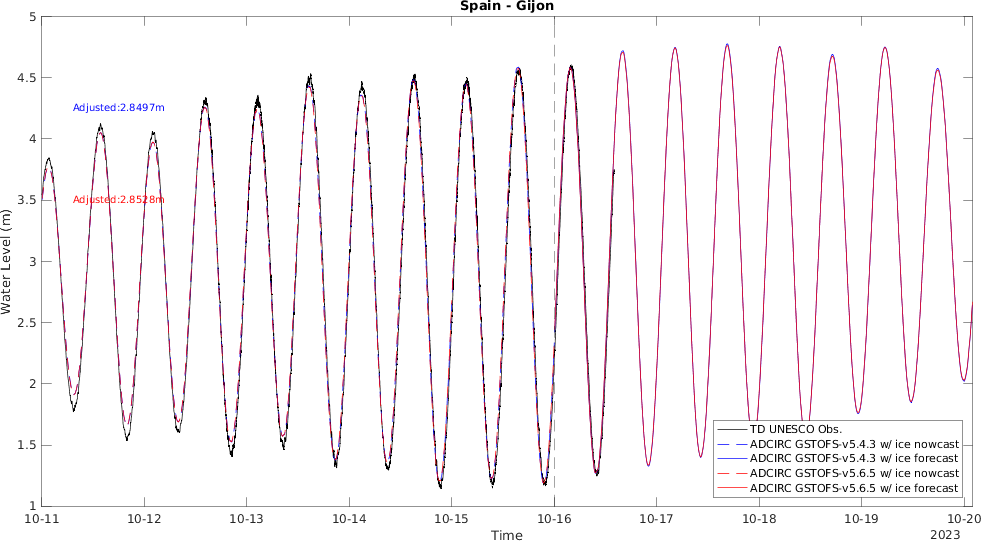 Spain - Gijon
5
4.5
4
3.5
3
2.5
2
1.5
1
Water Level (m)
Adjusted:2.8497m
Adjusted:2.8528m
TD UNESCO Obs.
ADCIRC GSTOFS-v5.4.3 w/ ice nowcast
ADCIRC GSTOFS-v5.4.3 w/ ice forecast
ADCIRC GSTOFS-v5.6.5 w/ ice nowcast
ADCIRC GSTOFS-v5.6.5 w/ ice forecast
10-11 10-12 10-13 10-14 10-15 10-16 10-17 10-18 10-19 10-20
Time
2023